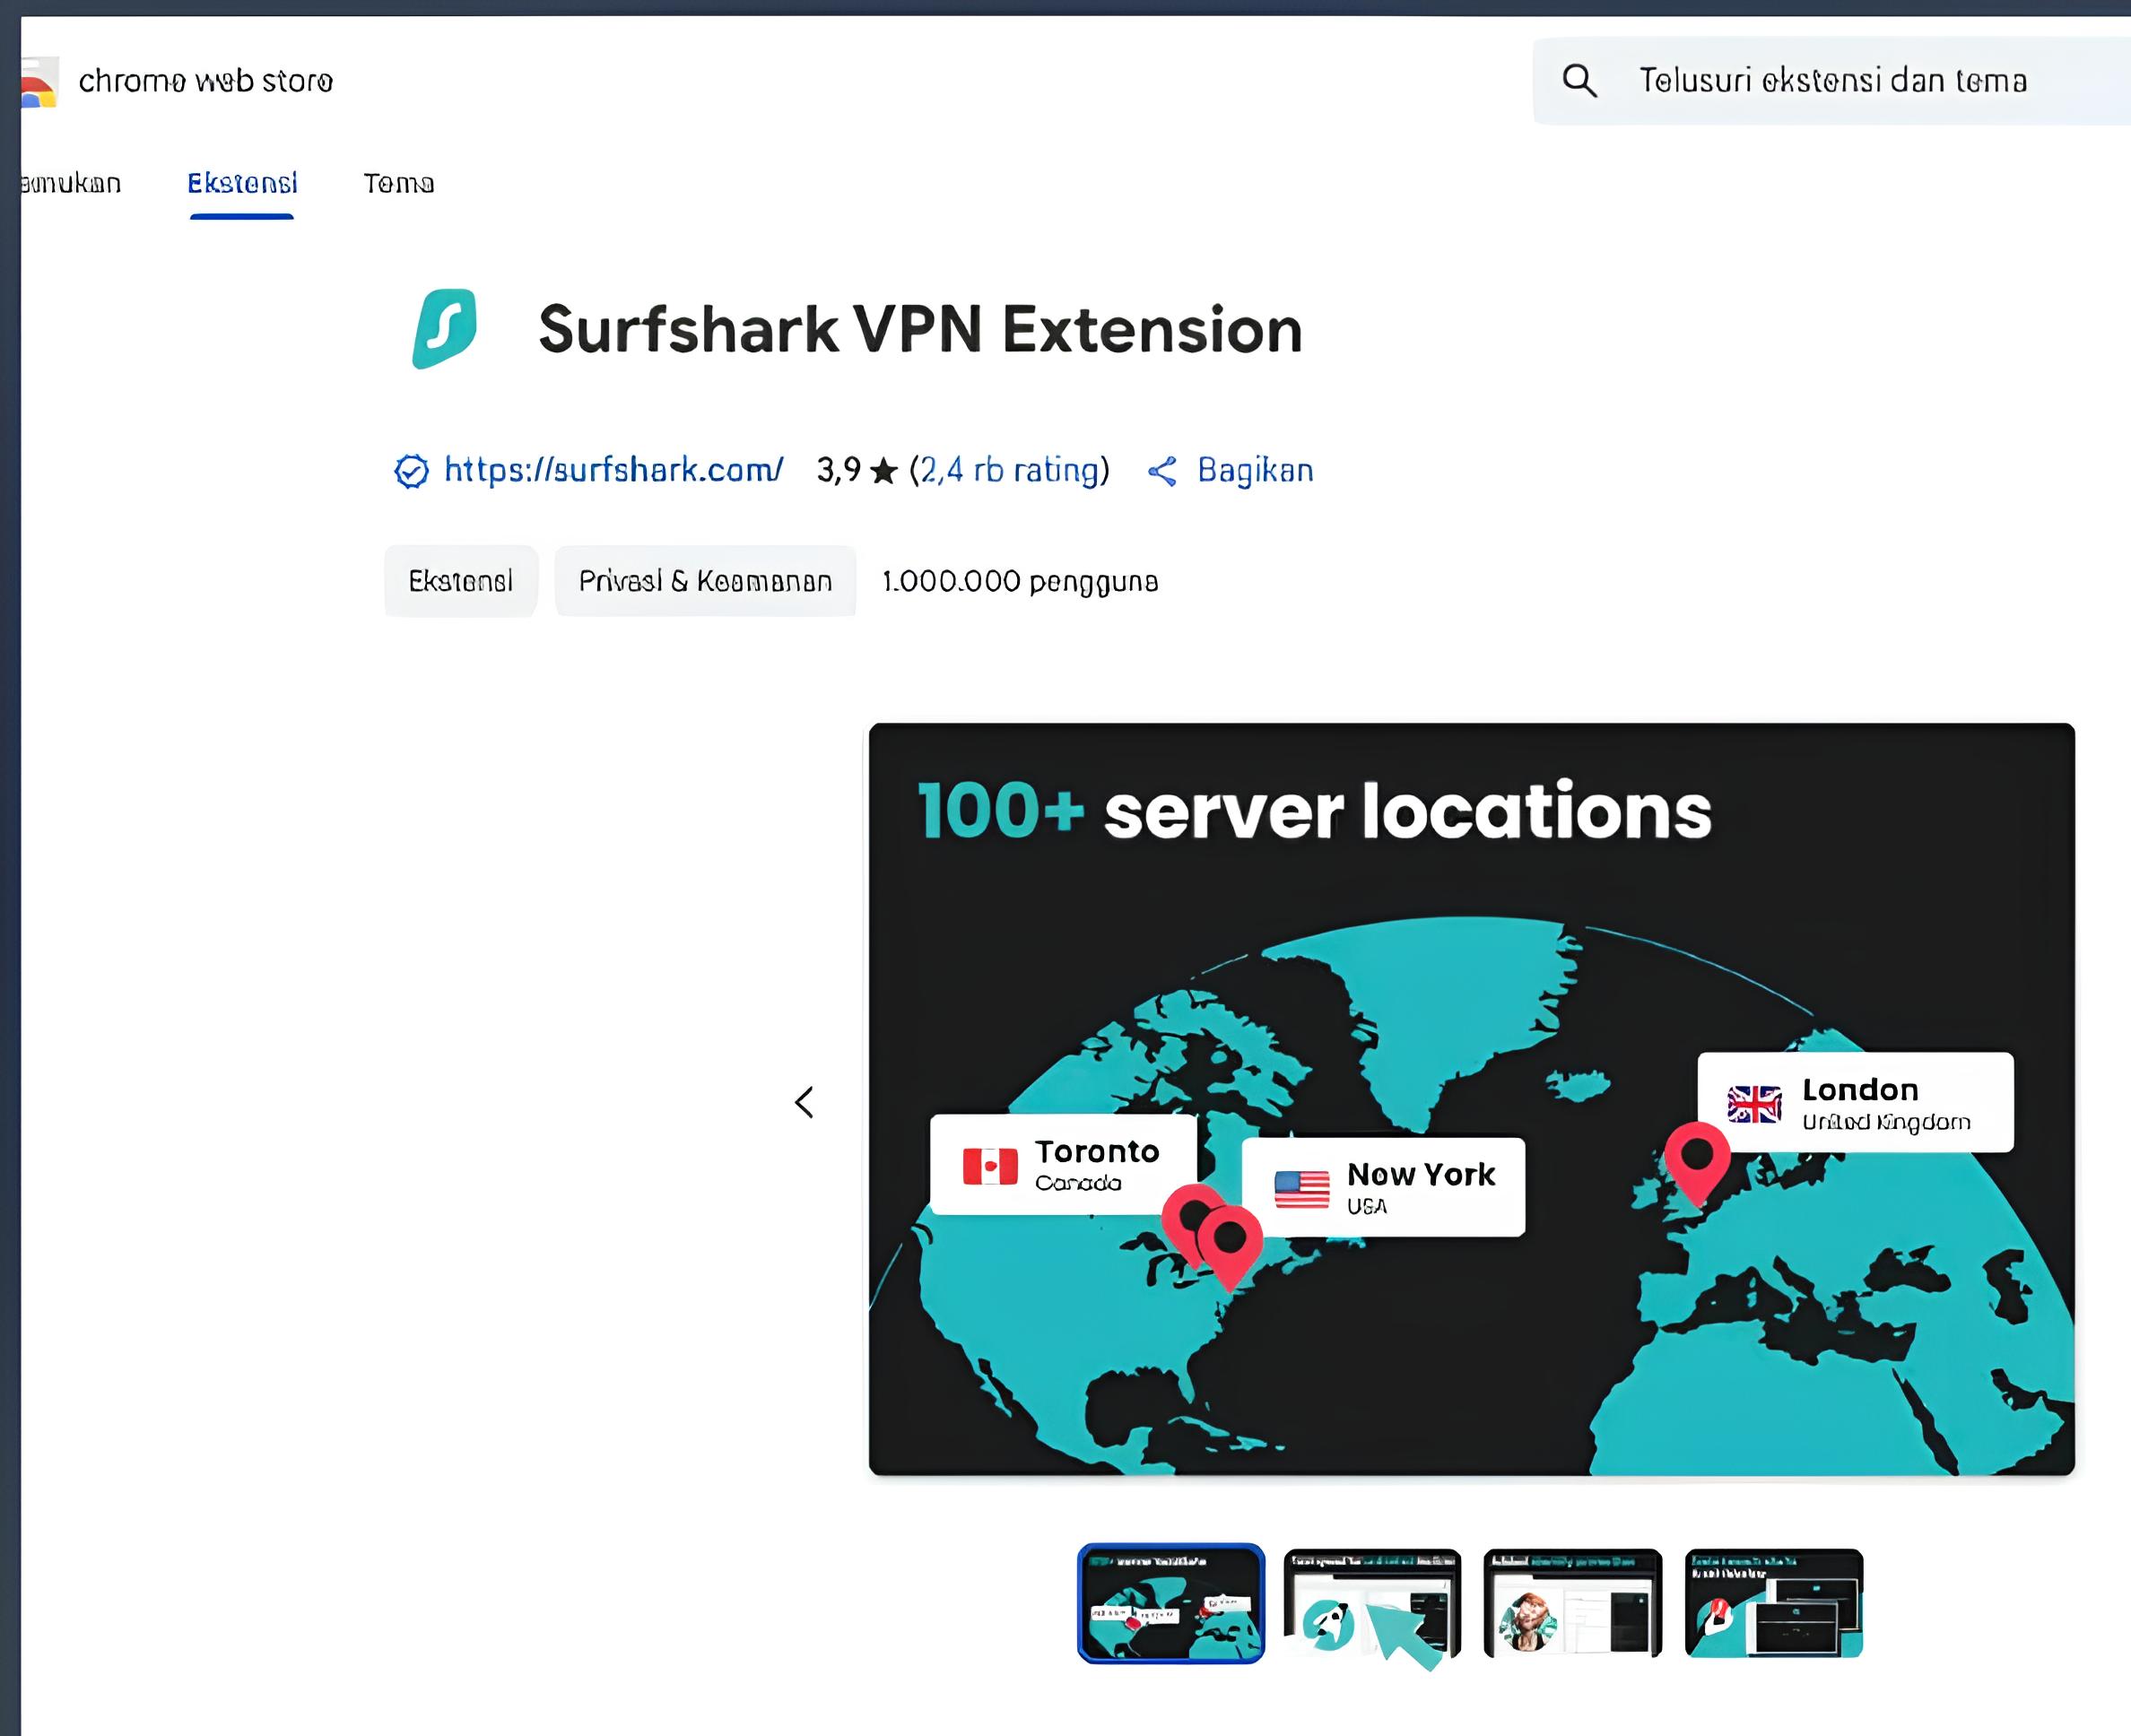 chrome web store
Telusuri ekstensi dan tema
Ekstensi
Tema
Surfshark VPN Extension
https://surfshark.com/ 3,9 ★ (2,4 rb rating) Bagikan
Ekstensi Privasi & Keamanan 1.000.000 pengguna
100+ server locations
London
United Kingdom
Toronto
Canada
New York
USA